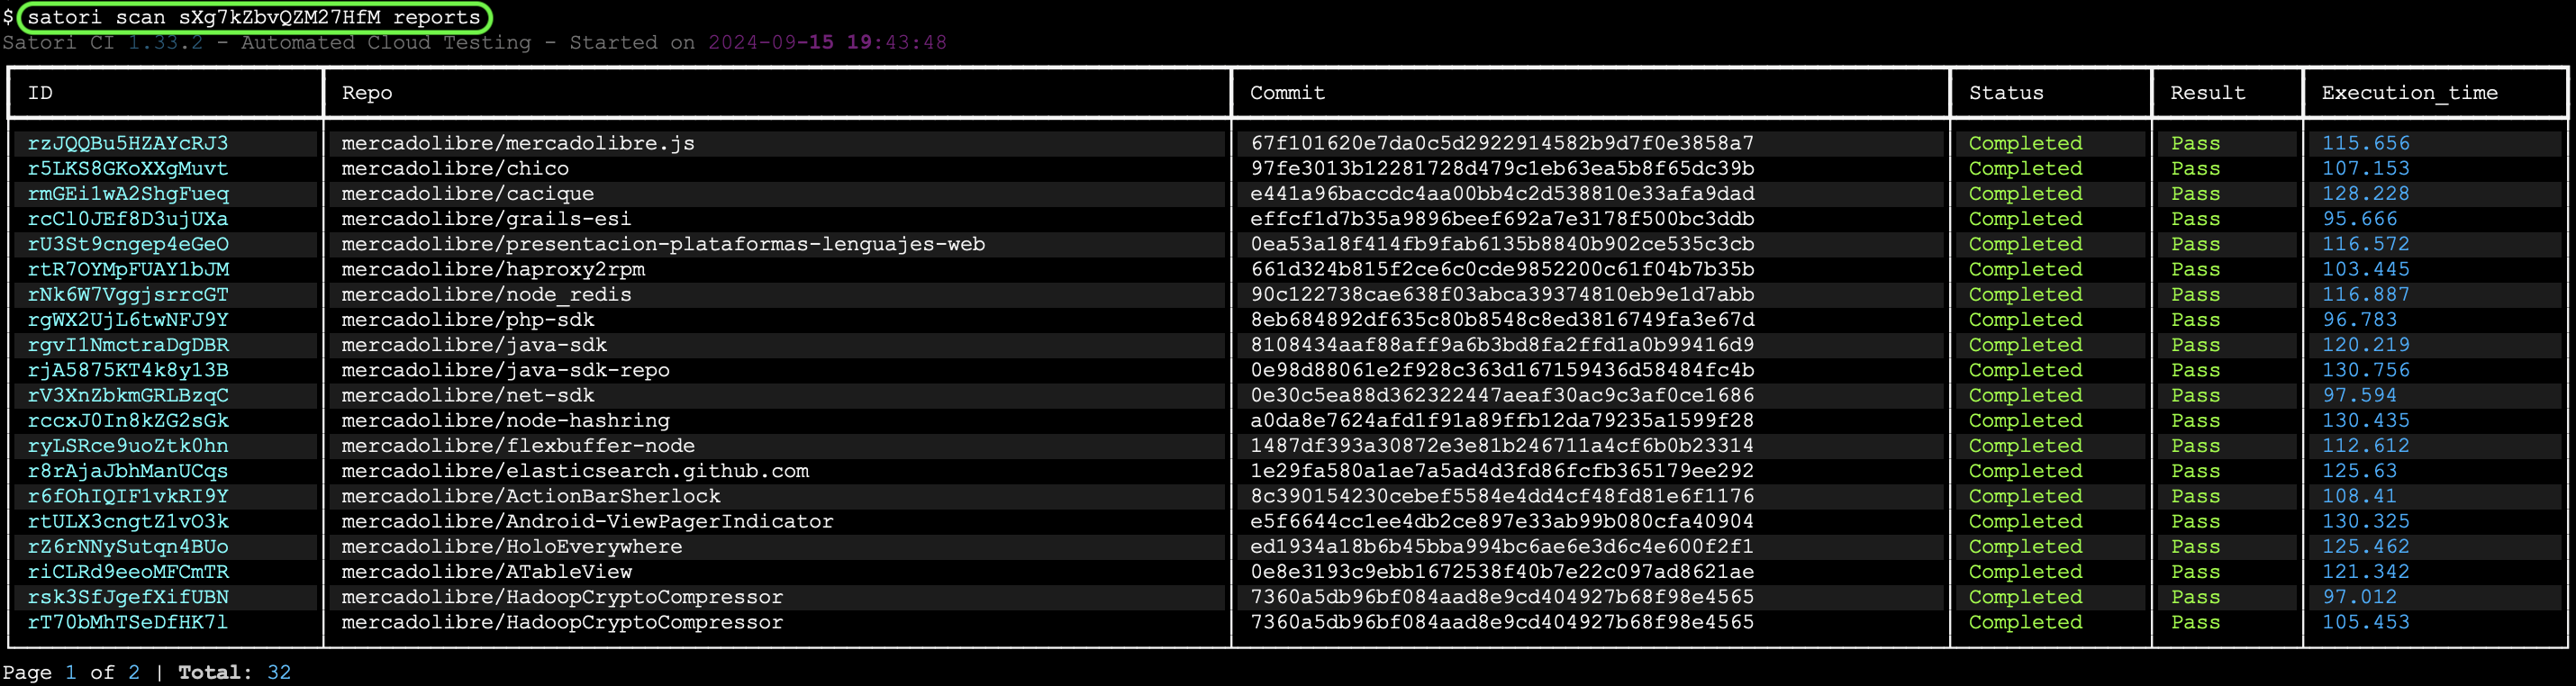 $ satori scan sXg7kZbvQZM27HfM reports
Satori CI 1.33.2 - Automated Cloud Testing - Started on 2024-09-15 19:43:48
ID Repo Commit Status Result Execution_time
rzJQQBu5HZAYcRJ3 mercadolibre/mercadolibre.js 67f101620e7da0c5d2922914582b9d7f0e3858a7 Completed Pass 115.656
r5LKS8GKoXXgMuvt mercadolibre/chico 97fe3013b12281728d479c1eb63ea5b8f65dc39b Completed Pass 107.153
rmGEi1wA2ShgFueq mercadolibre/cacique e441a96baccdc4aa00bb4c2d538810e33afa9dad Completed Pass 128.228
rcCl0JEf8D3ujUXa mercadolibre/grails-esi effcf1d7b35a9896beef692a7e3178f500bc3ddb Completed Pass 95.666
rU3St9cngep4eGeO mercadolibre/presentacion-plataformas-lenguajes-web 0ea53a18f414fb9fab6135b8840b902ce535c3cb Completed Pass 116.572
rtR7OYMpFUAY1bJM mercadolibre/haproxy2rpm 661d324b815f2ce6c0cde9852200c61f04b7b35b Completed Pass 103.445
rNk6W7VggjsrrcGT mercadolibre/node_redis 90c122738cae638f03abca39374810eb9e1d7abb Completed Pass 116.887
rgWX2UjL6twNFJ9Y mercadolibre/php-sdk 8eb684892df635c80b8548c8ed3816749fa3e67d Completed Pass 96.783
rgvI1NmctraDgDBR mercadolibre/java-sdk 8108434aaf88aff9a6b3bd8fa2ffd1a0b99416d9 Completed Pass 120.219
rjA5875KT4k8y13B mercadolibre/java-sdk-repo 0e98d88061e2f928c363d167159436d58484fc4b Completed Pass 130.756
rV3XnZbkmGRLBzqC mercadolibre/net-sdk 0e30c5ea88d362322447aeaf30ac9c3af0ce1686 Completed Pass 97.594
rccxJ0In8kZG2sGk mercadolibre/node-hashring a0da8e7624afd1f91a89ffb12da79235a1599f28 Completed Pass 130.435
ryLSRce9uoZtk0hn mercadolibre/flexbuffer-node 1487df393a30872e3e81b246711a4cf6b0b23314 Completed Pass 112.612
r8rAjaJbhManUCqs mercadolibre/elasticsearch.github.com 1e29fa580a1ae7a5ad4d3fd86fcfb365179ee292 Completed Pass 125.63
r6fOhIQIF1vkRI9Y mercadolibre/ActionBarSherlock 8c390154230cebef5584e4dd4cf48fd81e6f1176 Completed Pass 108.41
rtULX3cngtZ1vO3k mercadolibre/Android-ViewPagerIndicator e5f6644cc1ee4db2ce897e33ab99b080cfa40904 Completed Pass 130.325
rZ6rNNySutqn4BUo mercadolibre/HoloEverywhere ed1934a18b6b45bba994bc6ae6e3d6c4e600f2f1 Completed Pass 125.462
riCLRd9eeoMFCmTR mercadolibre/ATableView 0e8e3193c9ebb1672538f40b7e22c097ad8621ae Completed Pass 121.342
rsk3SfJgefXifUBN mercadolibre/HadoopCryptoCompressor 7360a5db96bf084aad8e9cd404927b68f98e4565 Completed Pass 97.012
rT70bMhTSeDfHK7l mercadolibre/HadoopCryptoCompressor 7360a5db96bf084aad8e9cd404927b68f98e4565 Completed Pass 105.453
Page 1 of 2 | Total: 32